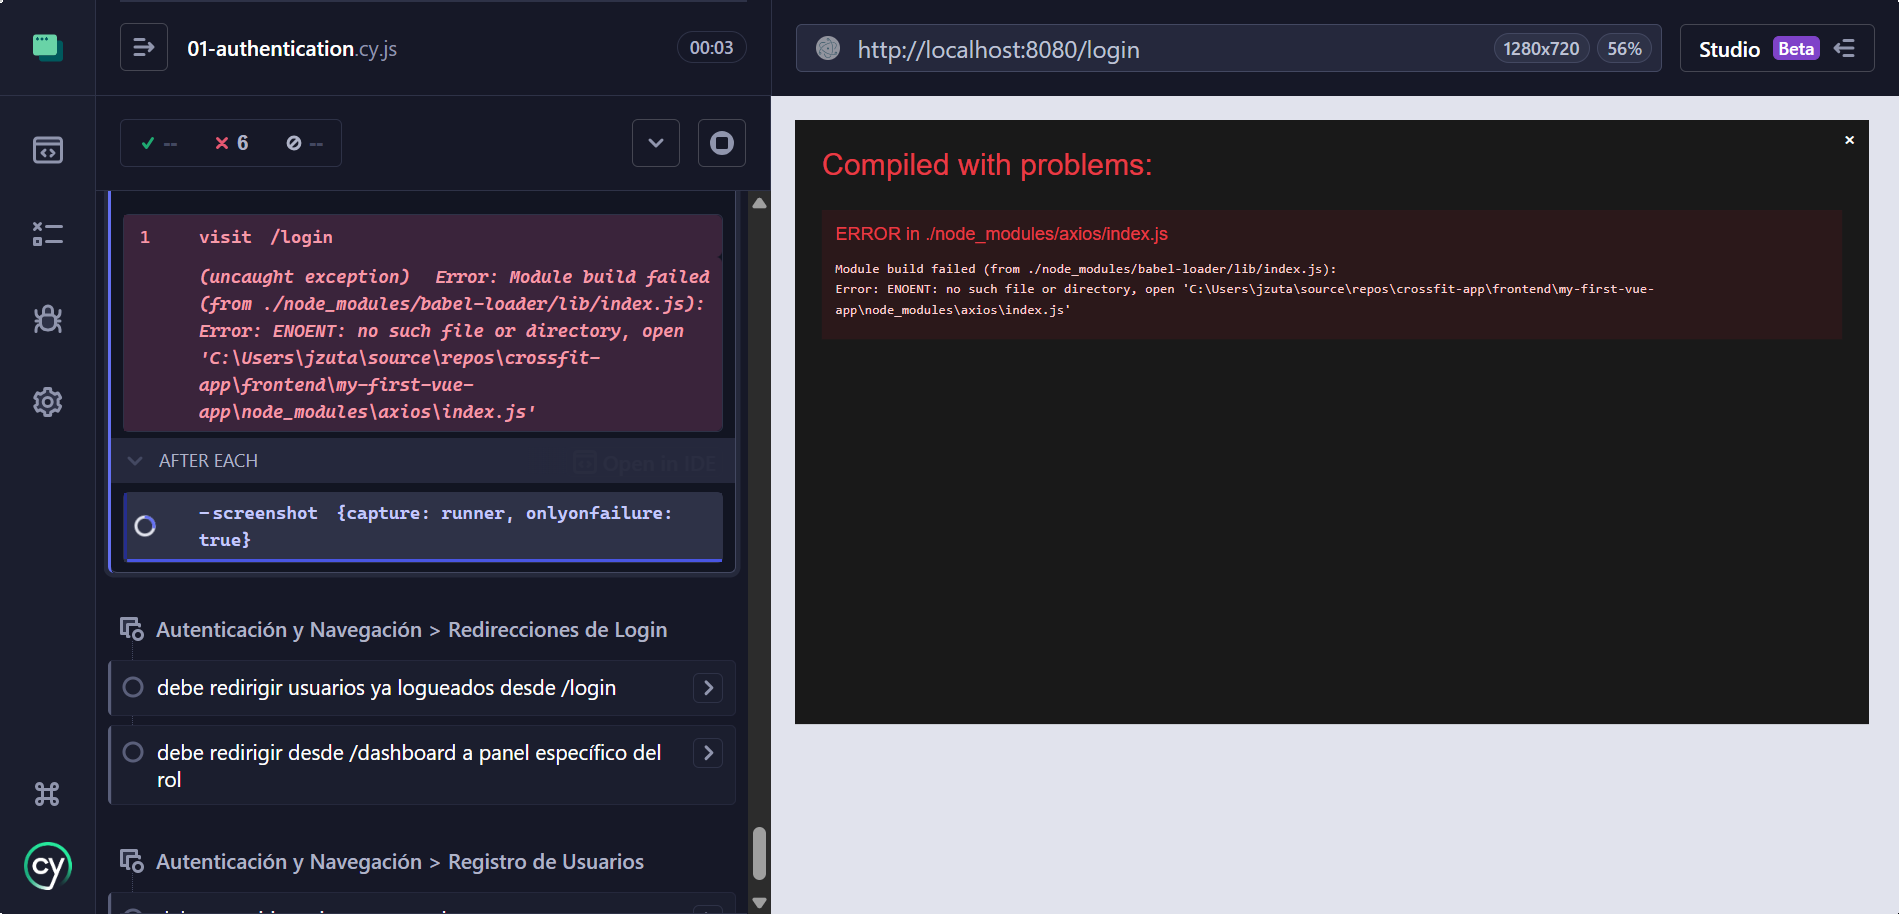 01-authentication.cy.js
00:03
http://localhost:8080/login
1280x720
56%
Studio
Beta
--
6
--
1 visit /login
(uncaught exception) Error: Module build failed
(from ./node_modules/babel-loader/lib/index.js):
Error: ENOENT: no such file or directory, open
'C:\Users\jzuta\source\repos\crossfit-
app\frontend\my-first-vue-
app\node_modules\axios\index.js'
AFTER EACH
Open in IDE
-screenshot {capture: runner, onlyonfailure:
true}
Autenticación y Navegación > Redirecciones de Login
debe redirigir usuarios ya logueados desde /login
debe redirigir desde /dashboard a panel específico del
rol
Autenticación y Navegación > Registro de Usuarios
cy
Compiled with problems:
×
ERROR in ./node_modules/axios/index.js
Module build failed (from ./node_modules/babel-loader/lib/index.js):
Error: ENOENT: no such file or directory, open 'C:\Users\jzuta\source\repos\crossfit-app\frontend\my-first-vue-
app\node_modules\axios\index.js'